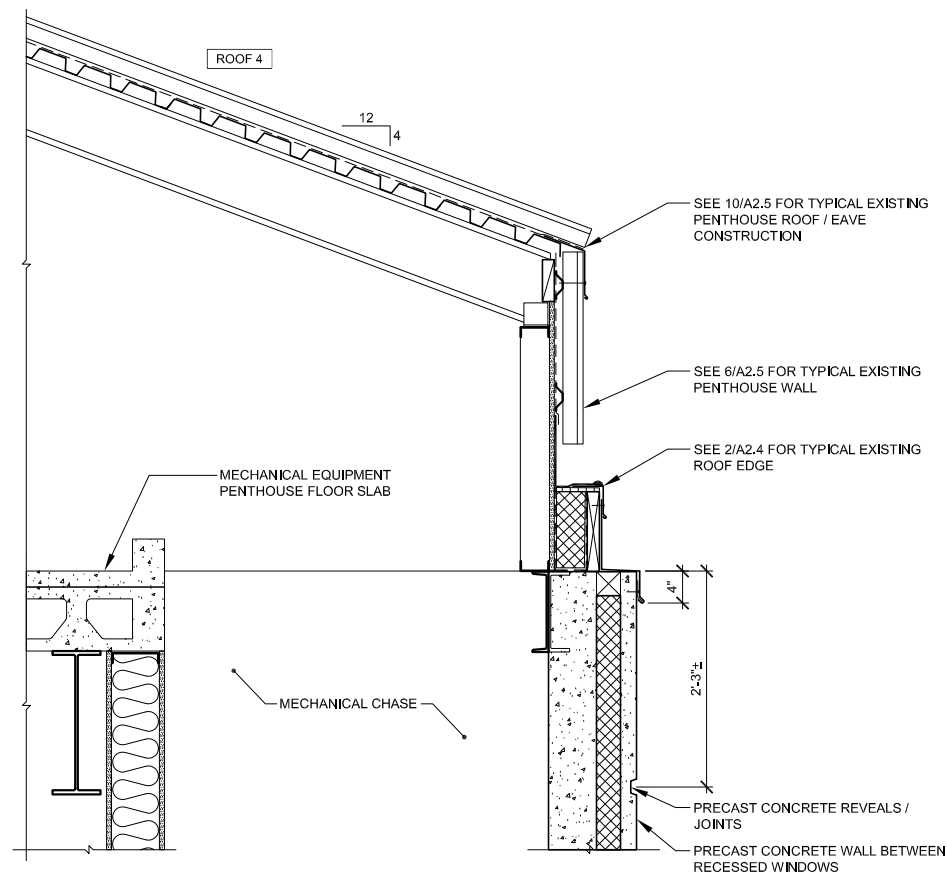 ROOF 4
12
4
SEE 10/A2.5 FOR TYPICAL EXISTING
PENTHOUSE ROOF / EAVE
CONSTRUCTION
SEE 6/A2.5 FOR TYPICAL EXISTING
PENTHOUSE WALL
SEE 2/A2.4 FOR TYPICAL EXISTING
ROOF EDGE
MECHANICAL EQUIPMENT
PENTHOUSE FLOOR SLAB
4"
2'-3"±
MECHANICAL CHASE
PRECAST CONCRETE REVEALS /
JOINTS
PRECAST CONCRETE WALL BETWEEN
RECESSED WINDOWS